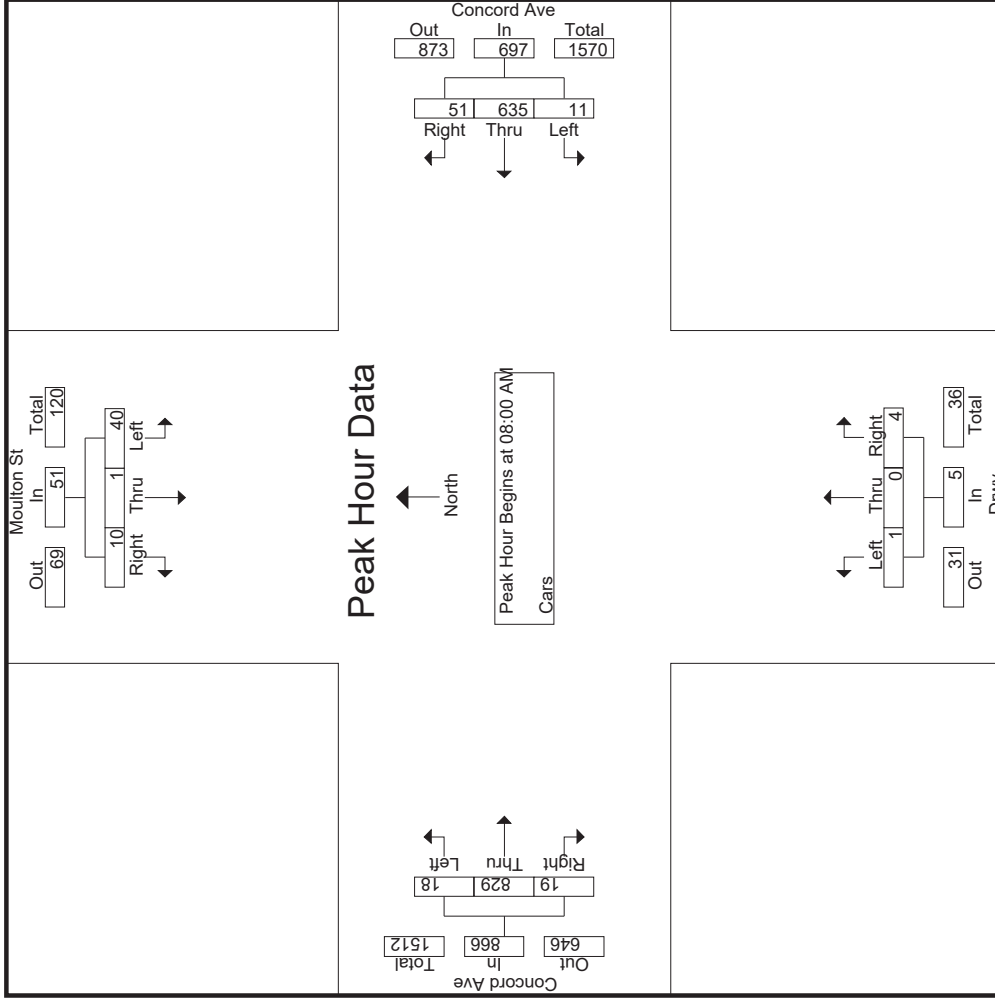 Concord Ave
Out In Total
873 697 1570
51 635 11
Right Thru Left
Moulton St
Out In Total
69 51 120
10 1 40
Right Thru Left
Peak Hour Data
North
Peak Hour Begins at 08:00 AM
Cars
Left Thru Right
1 0 4
31 5 36
Out In Total
Left Thru Right
18 829 19
1512 866 646
Total In Out
Concord Ave